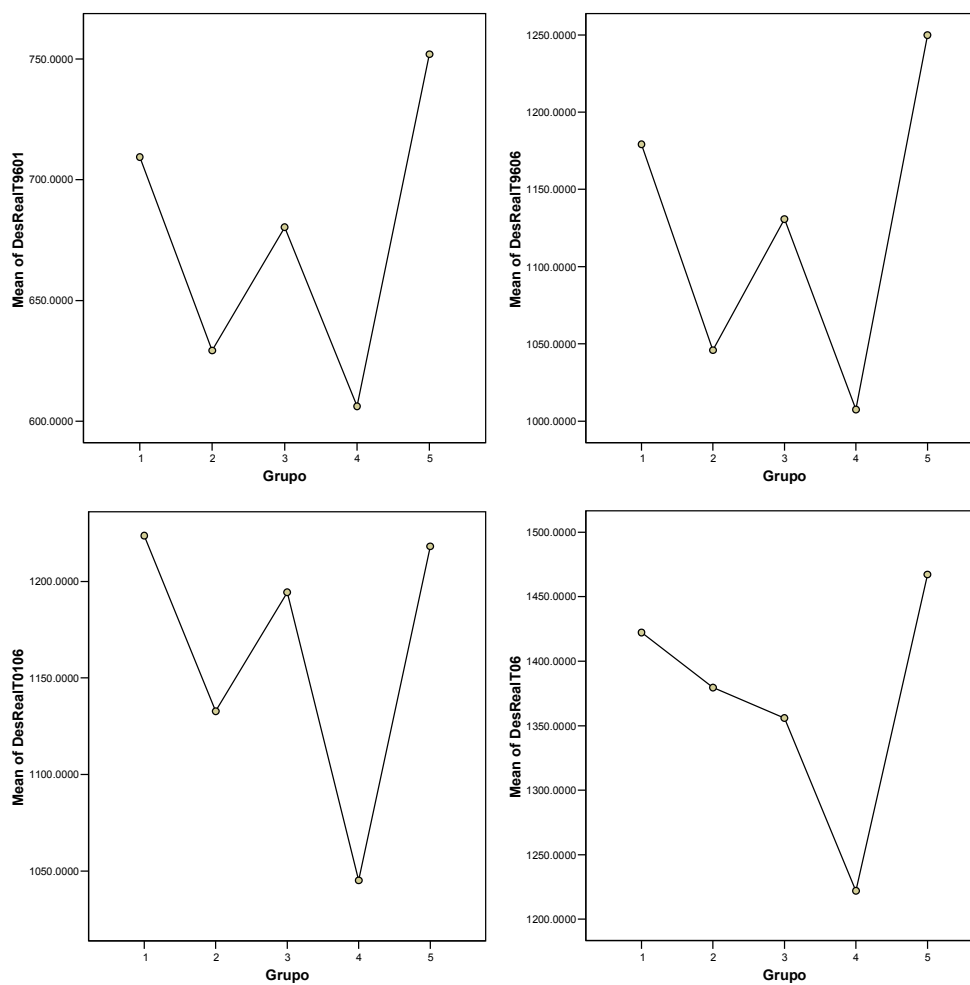 750.0000
700.0000
650.0000
600.0000
Mean of DesRealT9601
1 2 3 4 5
Grupo
1250.0000
1200.0000
1150.0000
1100.0000
1050.0000
1000.0000
Mean of DesRealT9606
1 2 3 4 5
Grupo
1200.0000
1150.0000
1100.0000
1050.0000
Mean of DesRealT0106
1 2 3 4 5
Grupo
1500.0000
1450.0000
1400.0000
1350.0000
1300.0000
1250.0000
1200.0000
Mean of DesRealT06
1 2 3 4 5
Grupo